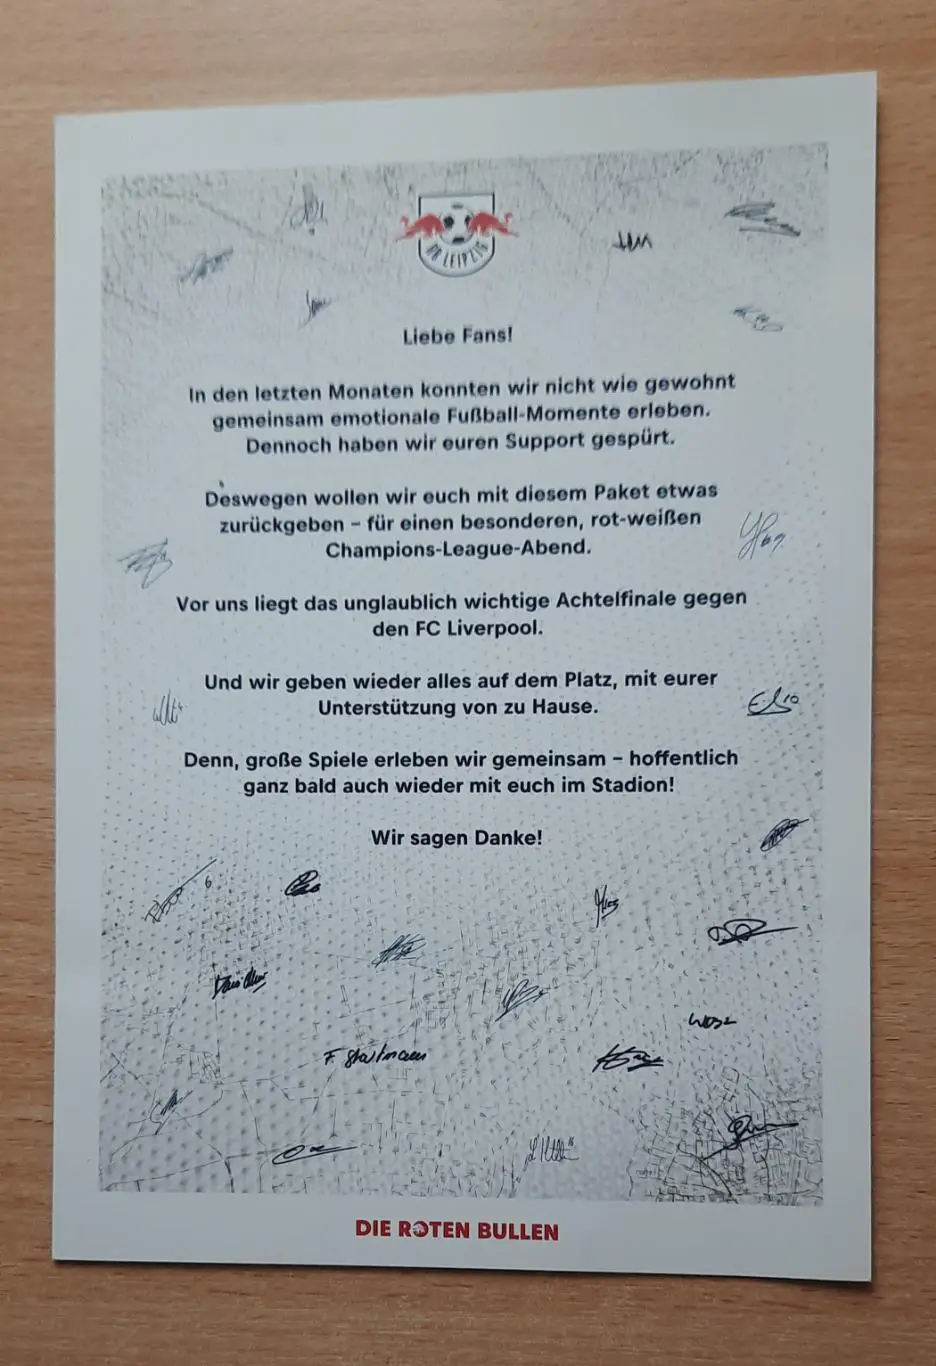 RB LEIPZIG
Liebe Fans!
In den letzten Monaten konnten wir nicht wie gewohnt
gemeinsam emotionale Fußball-Momente erleben.
Dennoch haben wir euren Support gespürt.
Deswegen wollen wir euch mit diesem Paket etwas
zurückgeben – für einen besonderen, rot-weißen
Champions-League-Abend.
Vor uns liegt das unglaublich wichtige Achtelfinale gegen
den FC Liverpool.
Und wir geben wieder alles auf dem Platz, mit eurer
Unterstützung von zu Hause.
Denn, große Spiele erleben wir gemeinsam – hoffentlich
ganz bald auch wieder mit euch im Stadion!
Wir sagen Danke!
DIE ROTEN BULLEN